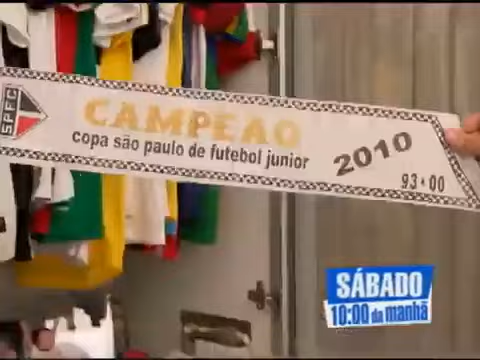 SPFC
CAMPEAO
copa são paulo de futebol junior
2010
93•00
SÁBADO
10:00 da manhã